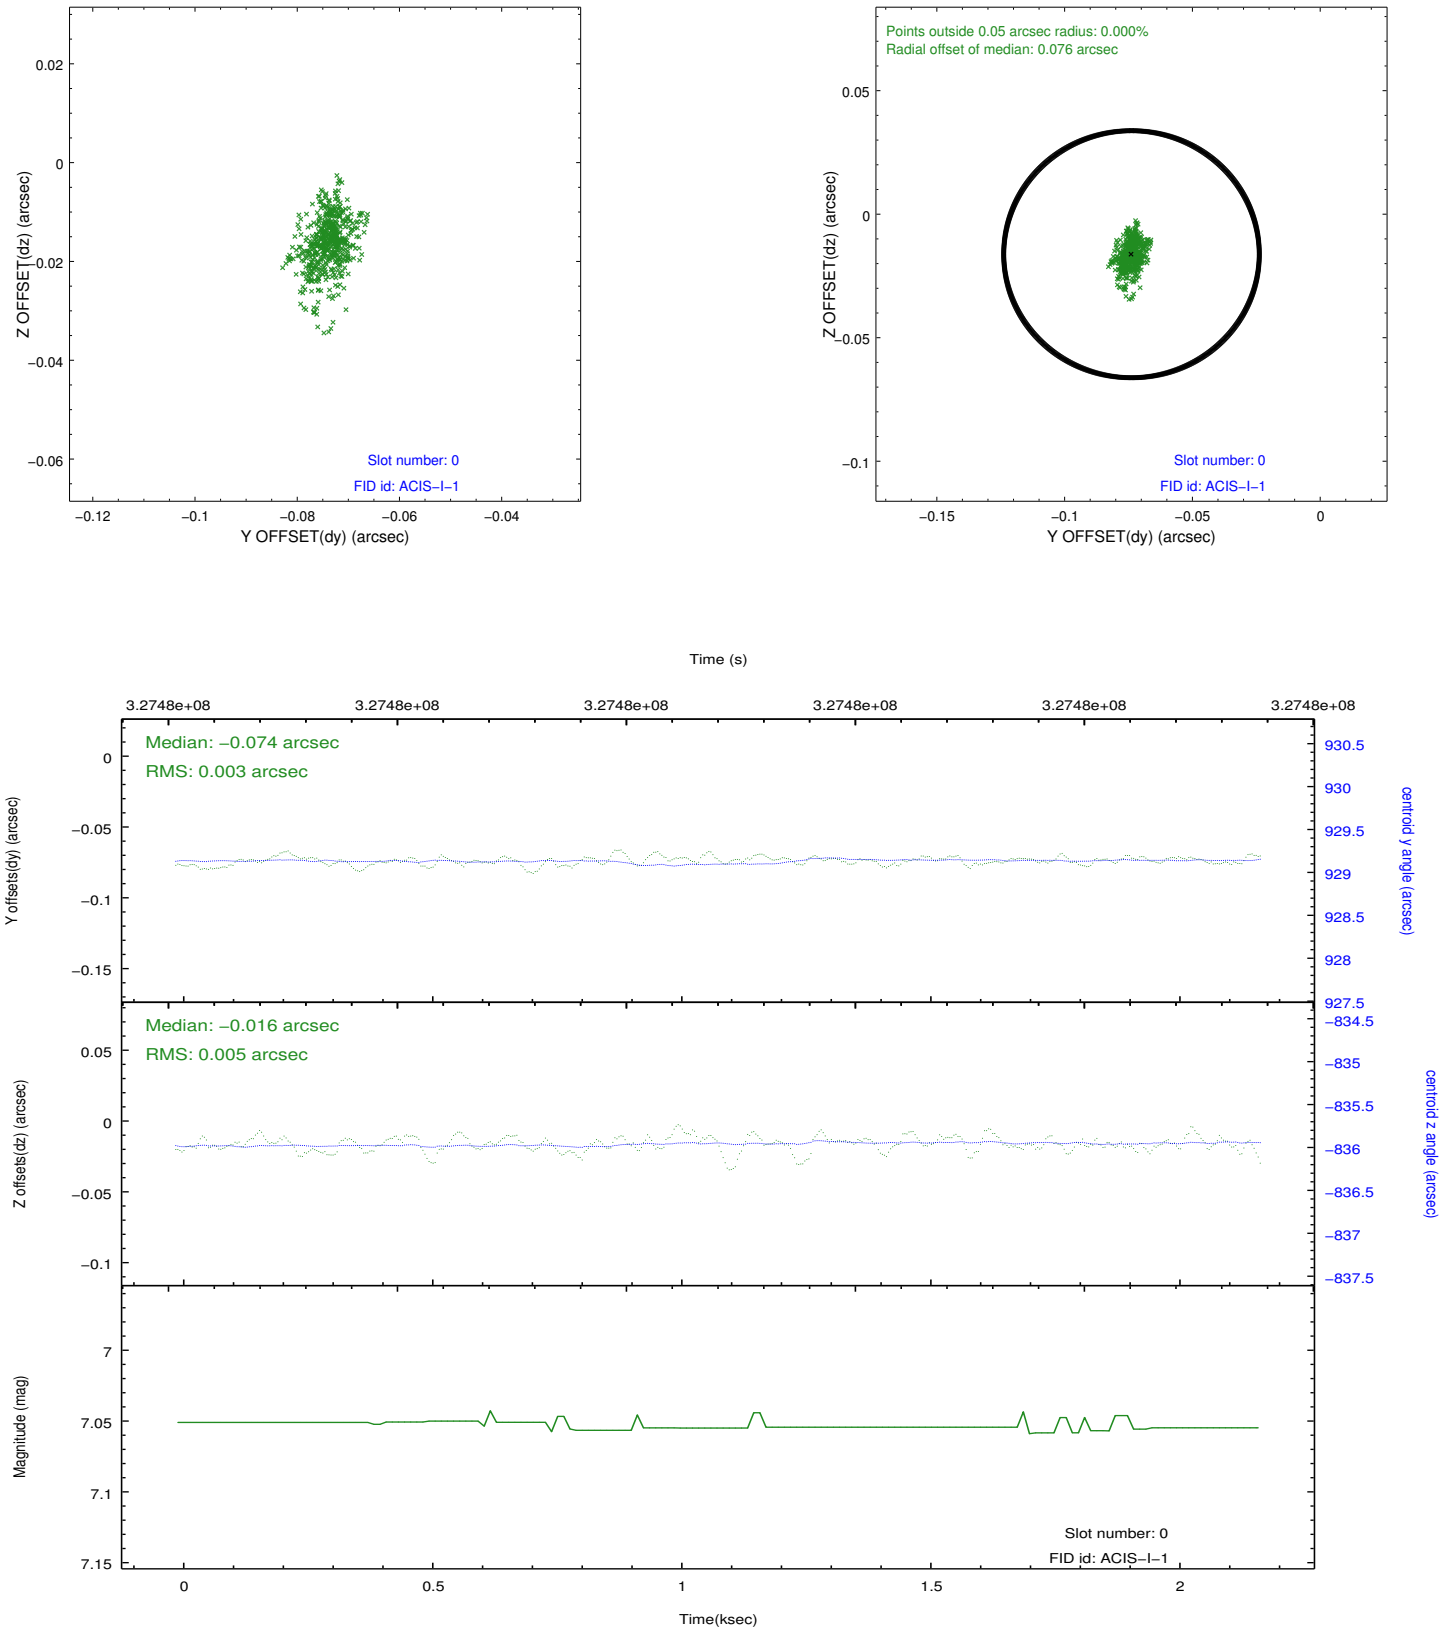 0.02
0
−0.02
−0.04
−0.06
Z OFFSET(dz) (arcsec)
Slot number: 0
FID id: ACIS−I−1
−0.12 −0.1 −0.08 −0.06 −0.04
Y OFFSET(dy) (arcsec)
Points outside 0.05 arcsec radius: 0.000%
Radial offset of median: 0.076 arcsec
0.05
0
−0.05
−0.1
Z OFFSET(dz) (arcsec)
Slot number: 0
FID id: ACIS−I−1
−0.15 −0.1 −0.05 0
Y OFFSET(dy) (arcsec)
Time (s)
3.2748e+08 3.2748e+08 3.2748e+08 3.2748e+08 3.2748e+08 3.2748e+08
Median: −0.074 arcsec
RMS: 0.003 arcsec
0
−0.05
−0.1
−0.15
Y offsets(dy) (arcsec)
930.5
930
929.5
929
928.5
928
927.5
centroid y angle (arcsec)
Median: −0.016 arcsec
RMS: 0.005 arcsec
0.05
0
−0.05
−0.1
Z offsets(dz) (arcsec)
−834.5
−835
−835.5
−836
−836.5
−837
−837.5
centroid z angle (arcsec)
7
7.05
7.1
7.15
Magnitude (mag)
Slot number: 0
FID id: ACIS−I−1
0 0.5 1 1.5 2
Time(ksec)